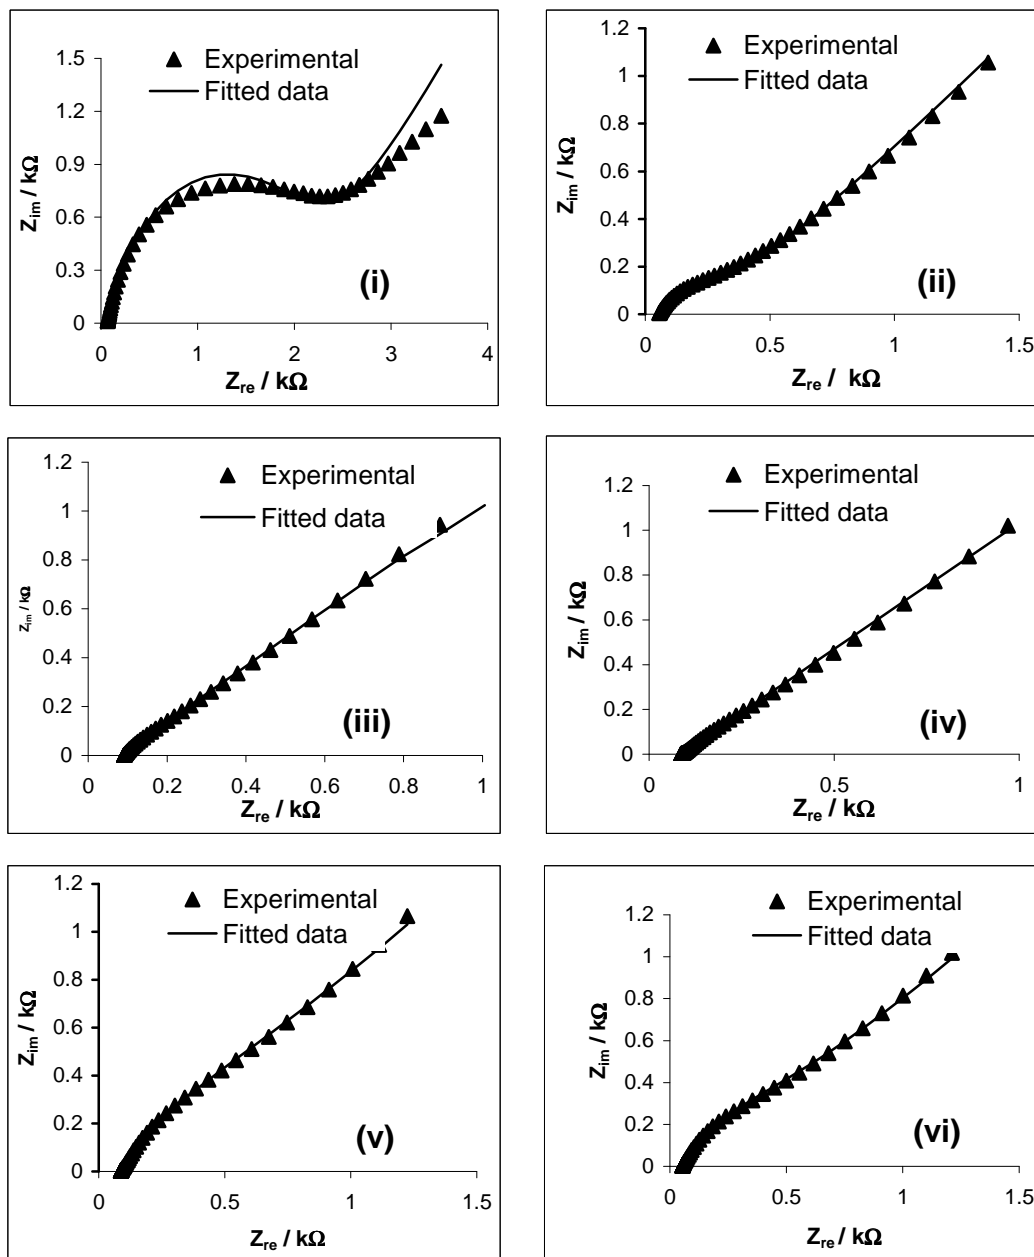 1.5
1.2
0.9
0.6
0.3
0
Z_im / kΩ
Experimental
Fitted data
(i)
0 1 2 3 4
Z_re / kΩ
1.2
1
0.8
0.6
0.4
0.2
0
Z_im / kΩ
Experimental
Fitted data
(ii)
0 0.5 1 1.5
Z_re / kΩ
1.2
1
0.8
0.6
0.4
0.2
0
Z_im / kΩ
Experimental
Fitted data
(iii)
0 0.2 0.4 0.6 0.8 1
Z_re / kΩ
1.2
1
0.8
0.6
0.4
0.2
0
Z_im / kΩ
Experimental
Fitted data
(iv)
0 0.5 1
Z_re / kΩ
1.2
1
0.8
0.6
0.4
0.2
0
Z_im / kΩ
Experimental
Fitted data
(v)
0 0.5 1 1.5
Z_re / kΩ
1.2
1
0.8
0.6
0.4
0.2
0
Z_im / kΩ
Experimental
Fitted data
(vi)
0 0.5 1 1.5
Z_re / kΩ